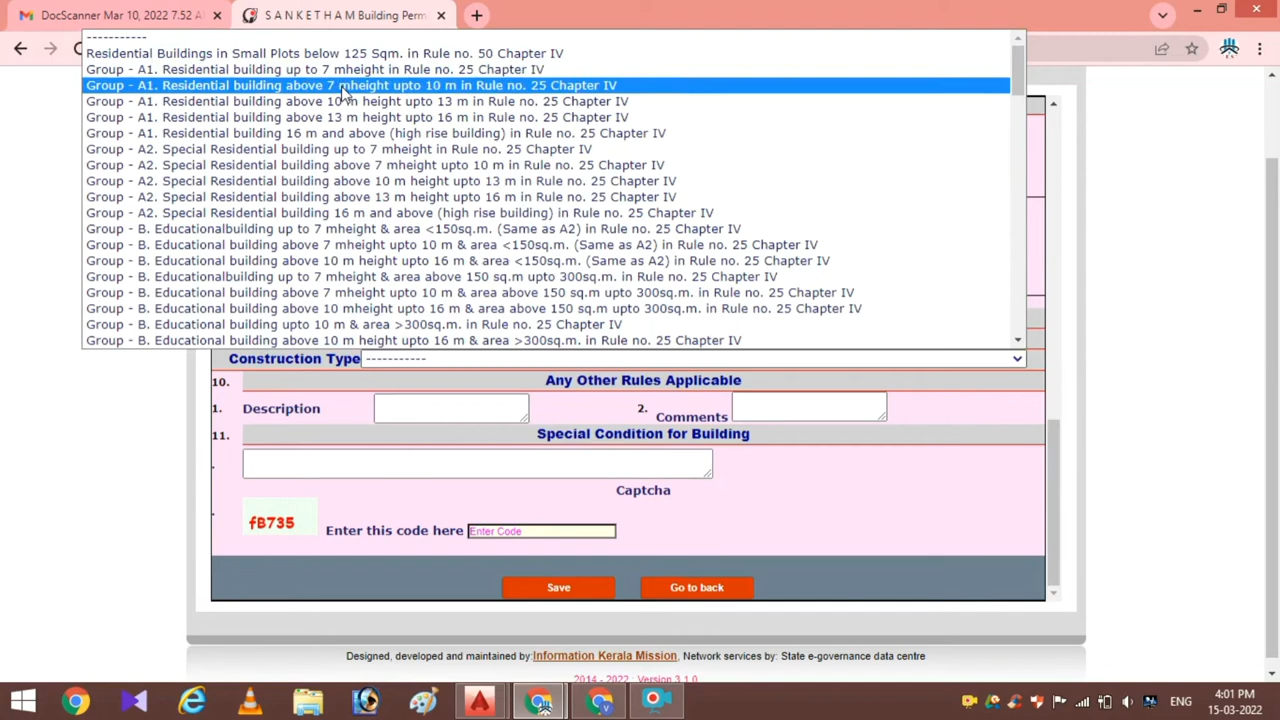 DocScanner Mar 10, 2022 7.52 A
S A N K E T H A M Building Perm
-----------
Residential Buildings in Small Plots below 125 Sqm. in Rule no. 50 Chapter IV
Group - A1. Residential building up to 7 mheight in Rule no. 25 Chapter IV
Group - A1. Residential building above 7 mheight upto 10 m in Rule no. 25 Chapter IV
Group - A1. Residential building above 10 m height upto 13 m in Rule no. 25 Chapter IV
Group - A1. Residential building above 13 m height upto 16 m in Rule no. 25 Chapter IV
Group - A1. Residential building 16 m and above (high rise building) in Rule no. 25 Chapter IV
Group - A2. Special Residential building up to 7 mheight in Rule no. 25 Chapter IV
Group - A2. Special Residential building above 7 mheight upto 10 m in Rule no. 25 Chapter IV
Group - A2. Special Residential building above 10 m height upto 13 m in Rule no. 25 Chapter IV
Group - A2. Special Residential building above 13 m height upto 16 m in Rule no. 25 Chapter IV
Group - A2. Special Residential building 16 m and above (high rise building) in Rule no. 25 Chapter IV
Group - B. Educationalbuilding up to 7 mheight & area <150sq.m. (Same as A2) in Rule no. 25 Chapter IV
Group - B. Educational building above 7 mheight upto 10 m & area <150sq.m. (Same as A2) in Rule no. 25 Chapter IV
Group - B. Educational building above 10 m height upto 16 m & area <150sq.m. (Same as A2) in Rule no. 25 Chapter IV
Group - B. Educationalbuilding up to 7 mheight & area above 150 sq.m upto 300sq.m. in Rule no. 25 Chapter IV
Group - B. Educational building above 7 mheight upto 10 m & area above 150 sq.m upto 300sq.m. in Rule no. 25 Chapter IV
Group - B. Educational building above 10 mheight upto 16 m & area above 150 sq.m upto 300sq.m. in Rule no. 25 Chapter IV
Group - B. Educational building upto 10 m & area >300sq.m. in Rule no. 25 Chapter IV
Group - B. Educational building above 10 m height upto 16 m & area >300sq.m. in Rule no. 25 Chapter IV
Construction Type -----------
10. Any Other Rules Applicable
1. Description 2. Comments
11. Special Condition for Building
Captcha
fB735 Enter this code here Enter Code
Save Go to back
Designed, developed and maintained by:Information Kerala Mission, Network services by: State e-governance data centre
2014 - 2022 - Version 3.1.0
ENG 4:01 PM
15-03-2022